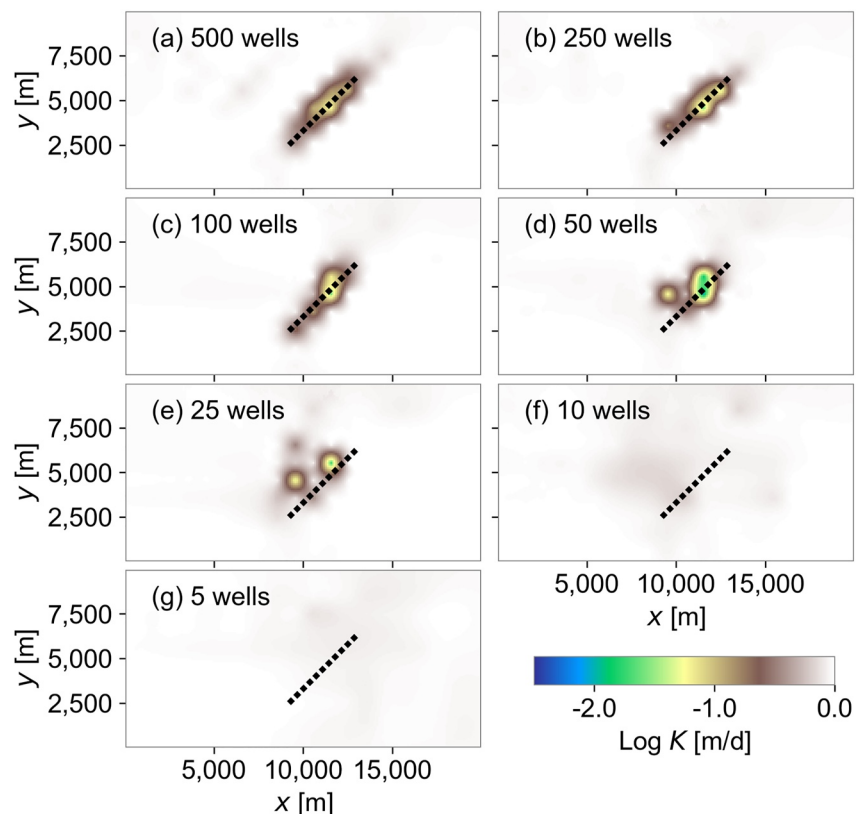 (a) 500 wells
(b) 250 wells
7,500
5,000
2,500
y [m]
(c) 100 wells
(d) 50 wells
7,500
5,000
2,500
y [m]
(e) 25 wells
(f) 10 wells
7,500
5,000
2,500
y [m]
5,000 10,000 15,000
x [m]
(g) 5 wells
7,500
5,000
2,500
y [m]
5,000 10,000 15,000
x [m]
-2.0 -1.0 0.0
Log K [m/d]